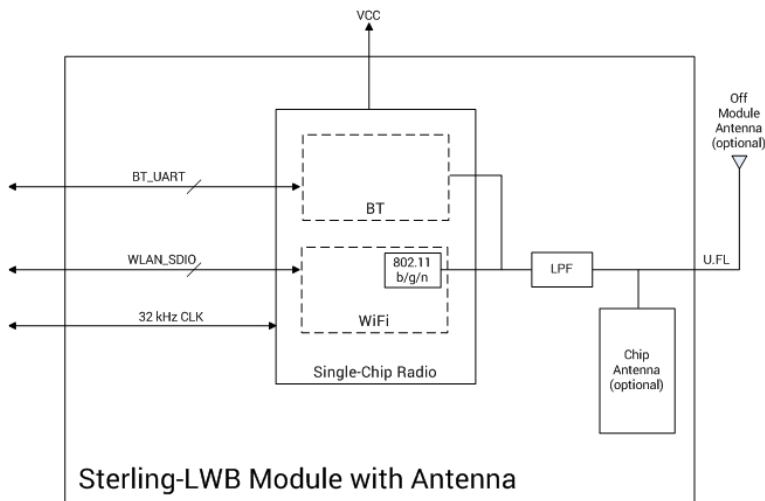 VCC
Off
Module
Antenna
(optional)
BT_UART
BT
WLAN_SDIO
802.11
b/g/n
LPF
U.FL
32 kHz CLK
WiFi
Single-Chip Radio
Chip
Antenna
(optional)
Sterling-LWB Module with Antenna